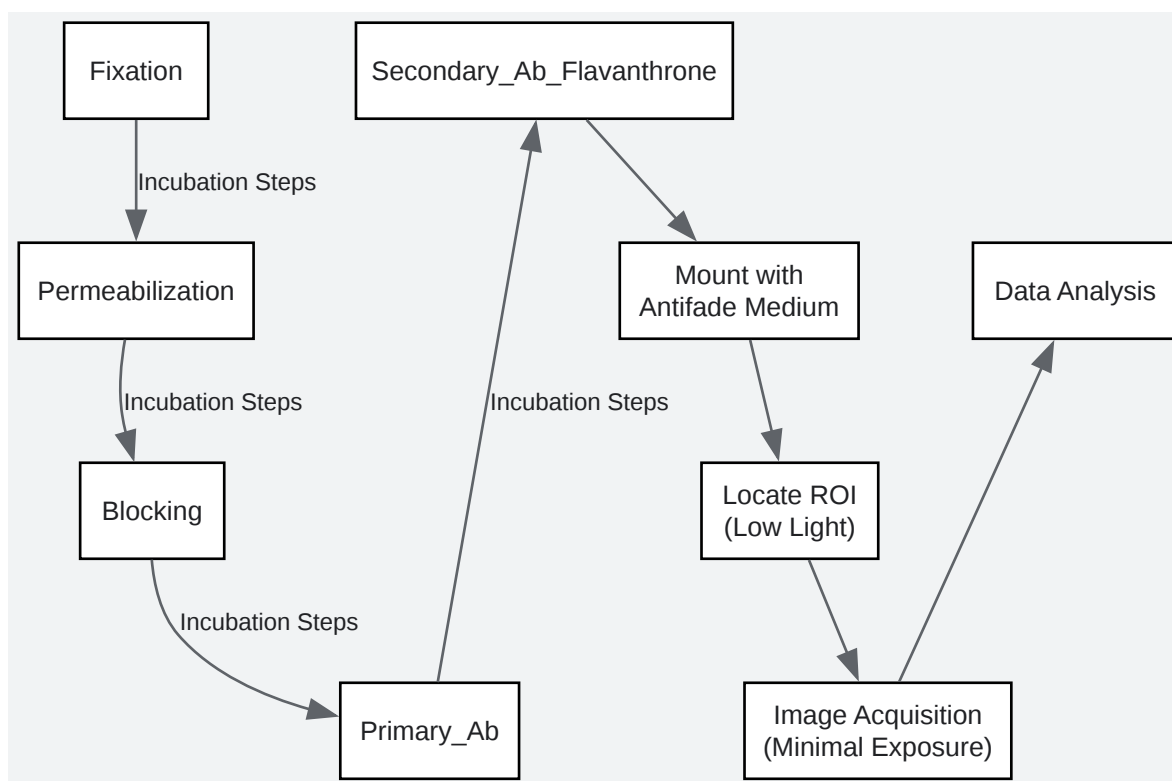 Fixation
Incubation Steps
Permeabilization
Incubation Steps
Blocking
Incubation Steps
Primary_Ab
Incubation Steps
Secondary_Ab_Flavanthrone
Mount with
Antifade Medium
Locate ROI
(Low Light)
Image Acquisition
(Minimal Exposure)
Data Analysis